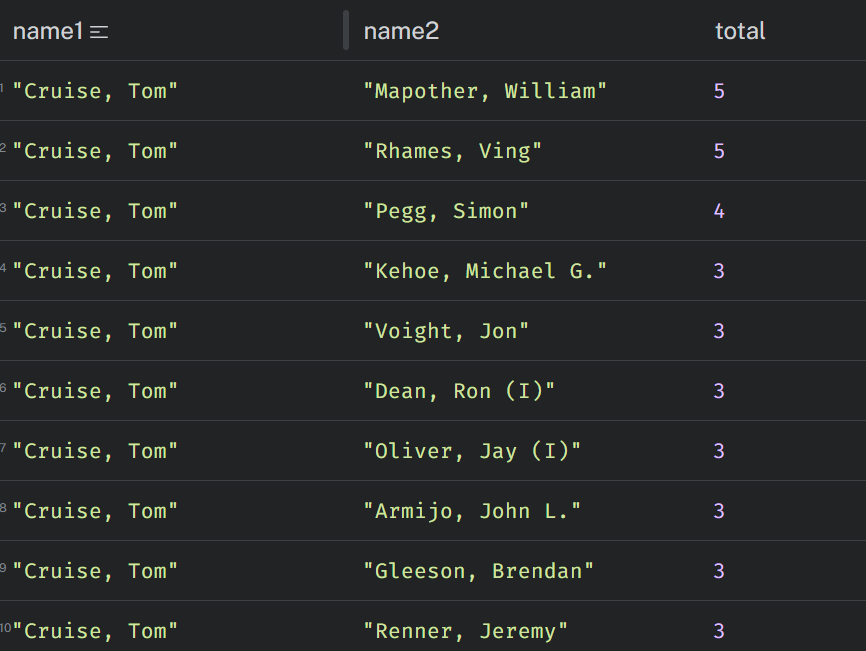 name1 name2 total
1 "Cruise, Tom" "Mapother, William" 5
2 "Cruise, Tom" "Rhames, Ving" 5
3 "Cruise, Tom" "Pegg, Simon" 4
4 "Cruise, Tom" "Kehoe, Michael G." 3
5 "Cruise, Tom" "Voight, Jon" 3
6 "Cruise, Tom" "Dean, Ron (I)" 3
7 "Cruise, Tom" "Oliver, Jay (I)" 3
8 "Cruise, Tom" "Armijo, John L." 3
9 "Cruise, Tom" "Gleeson, Brendan" 3
10 "Cruise, Tom" "Renner, Jeremy" 3